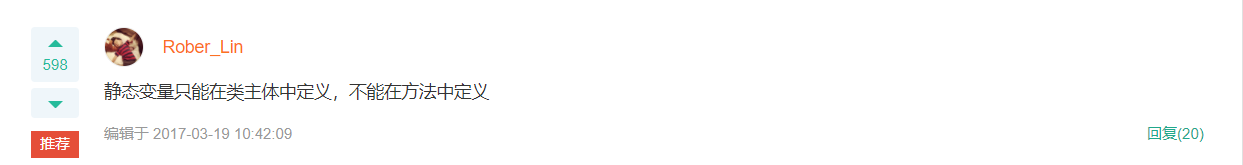 598
Rober_Lin
静态变量只能在类主体中定义，不能在方法中定义
推荐
编辑于 2017-03-19 10:42:09
回复(20)